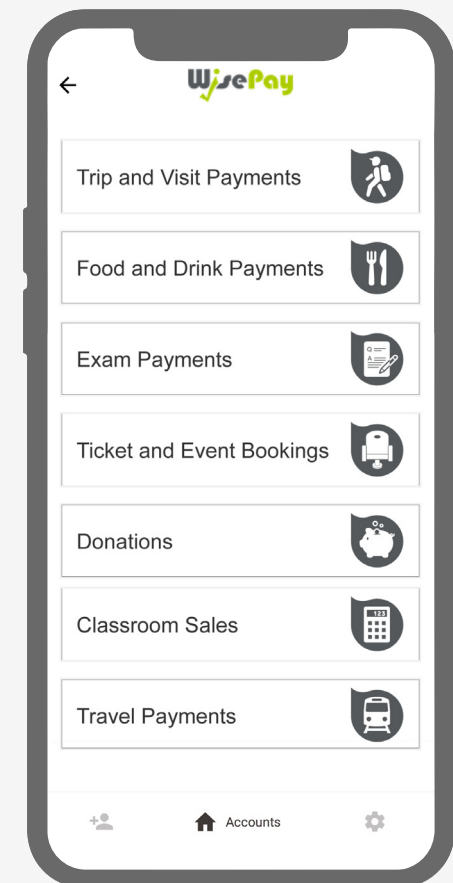 WisePay
Trip and Visit Payments
Food and Drink Payments
Exam Payments
Q
A
Ticket and Event Bookings
Donations
Classroom Sales
123
Travel Payments
Accounts